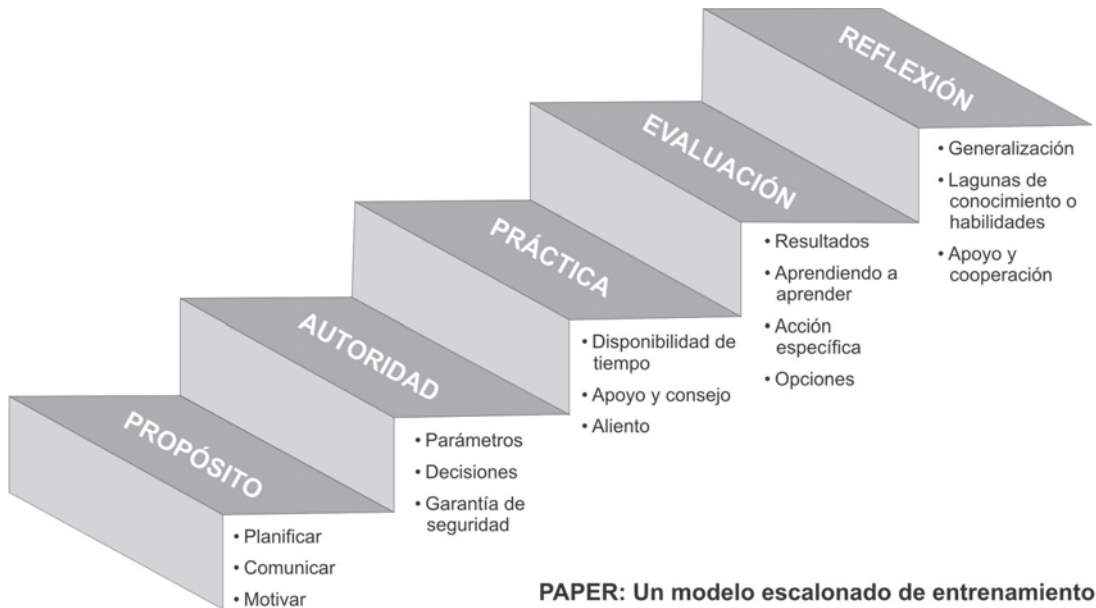 PROPÓSITO
• Planificar
• Comunicar
• Motivar
AUTORIDAD
• Parámetros
• Decisiones
• Garantía de
seguridad
PRÁCTICA
• Disponibilidad de
tiempo
• Apoyo y consejo
• Aliento
EVALUACIÓN
• Resultados
• Aprendiendo a
aprender
• Acción
específica
• Opciones
REFLEXIÓN
• Generalización
• Lagunas de
conocimiento o
habilidades
• Apoyo y
cooperación
PAPER: Un modelo escalonado de entrenamiento